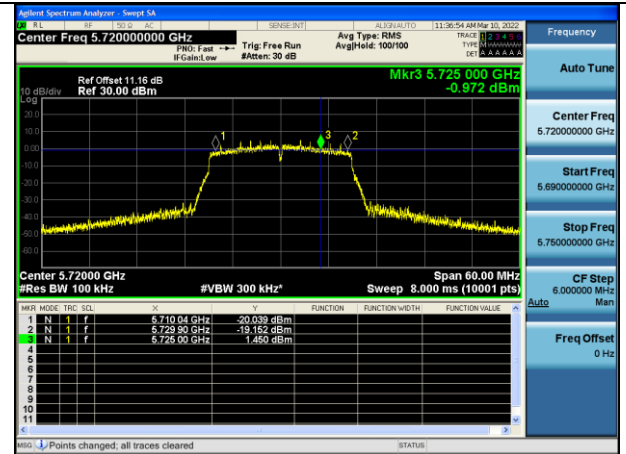 Agilent Spectrum Analyzer - Swept SA
RL RF 50 Ω AC SENSE:INT ALIGNAUTO 11:36:54 AM Mar 10, 2022
Center Freq 5.720000000 GHz
PNO: Fast
IFGain:Low
Trig: Free Run
#Atten: 30 dB
Avg Type: RMS
Avg|Hold: 100/100
TRACE 1 2 3 4 5 6
TYPE M WWWWW
DET A A A A A A
Frequency
Auto Tune
Mkr3 5.725 000 GHz
-0.972 dBm
Ref Offset 11.16 dB
10 dB/div Ref 30.00 dBm
Log
20.0
10.0
0.00
-10.0
-20.0
-30.0
-40.0
-50.0
-60.0
1
3
2
Center Freq
5.720000000 GHz
Start Freq
5.690000000 GHz
Stop Freq
5.750000000 GHz
CF Step
6.000000 MHz
Auto Man
Freq Offset
0 Hz
Center 5.72000 GHz Span 60.00 MHz
#Res BW 100 kHz #VBW 300 kHz* Sweep 8.000 ms (10001 pts)
MKR MODE TRC SCL X Y FUNCTION FUNCTION WIDTH FUNCTION VALUE
1 N 1 f 5.710 04 GHz -20.039 dBm
2 N 1 f 5.729 90 GHz -19.152 dBm
3 N 1 f 5.725 00 GHz 1.450 dBm
4
5
6
7
8
9
10
11
MSG Points changed; all traces cleared STATUS